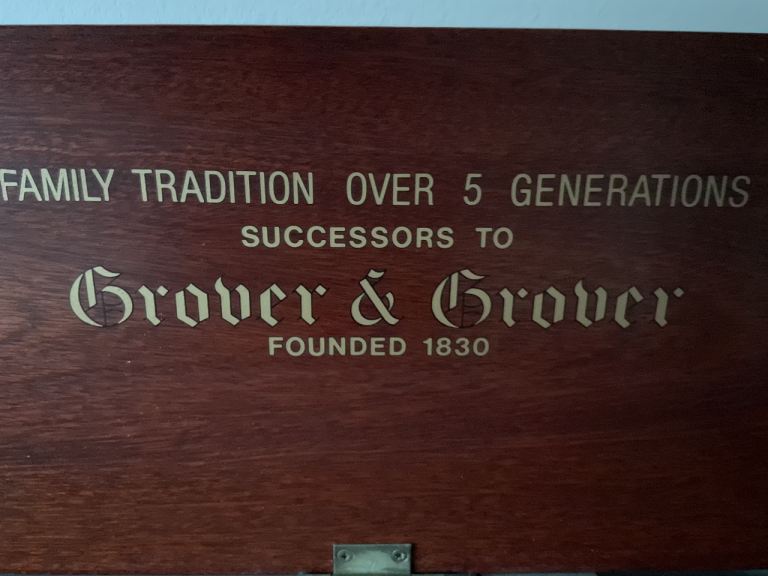 FAMILY TRADITION OVER 5 GENERATIONS
SUCCESSORS TO
Grover & Grover
FOUNDED 1830